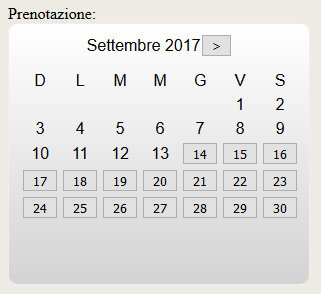 Prenotazione:
Settembre 2017 >
D L M M G V S
1 2
3 4 5 6 7 8 9
10 11 12 13 14 15 16
17 18 19 20 21 22 23
24 25 26 27 28 29 30